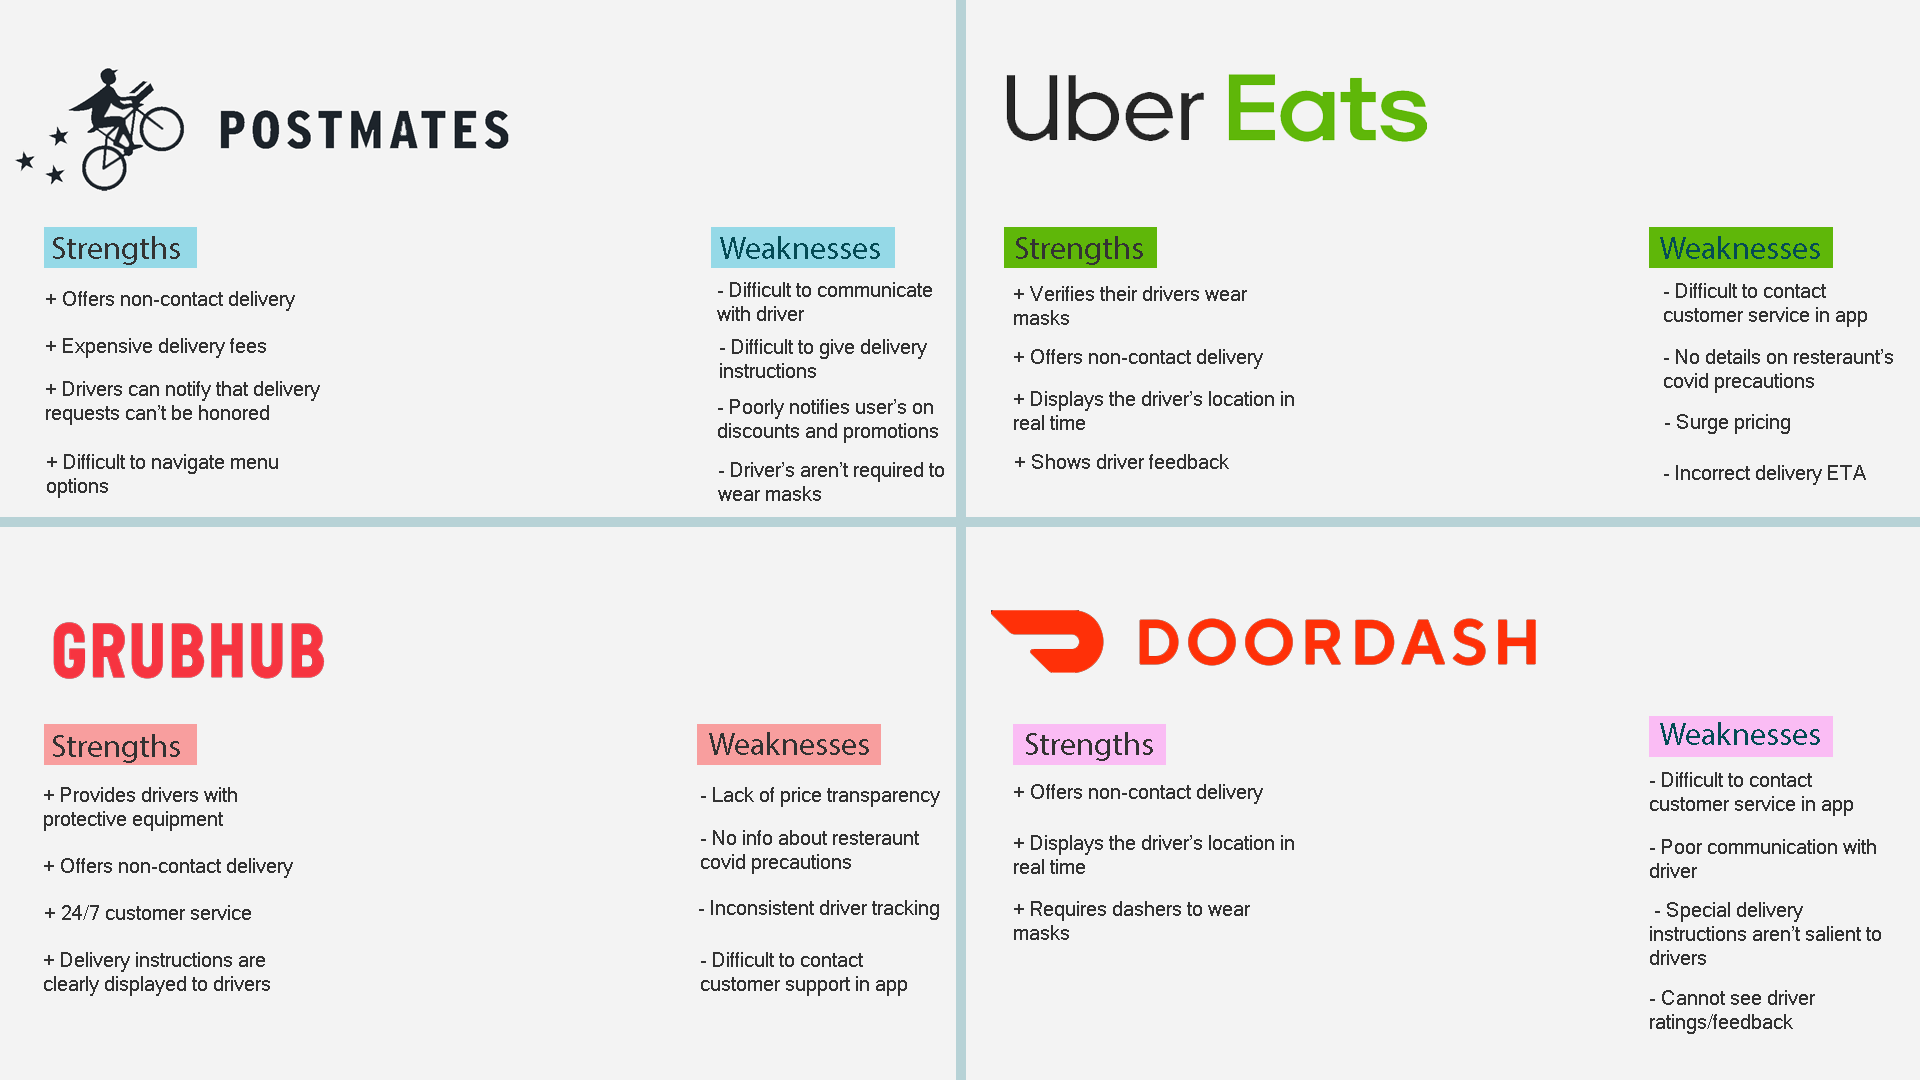 POSTMATES
Strengths
+ Offers non-contact delivery
+ Expensive delivery fees
+ Drivers can notify that delivery
requests can't be honored
+ Difficult to navigate menu
options
Weaknesses
- Difficult to communicate
with driver
- Difficult to give delivery
instructions
- Poorly notifies user's on
discounts and promotions
- Driver's aren't required to
wear masks
Uber Eats
Strengths
+ Verifies their drivers wear
masks
+ Offers non-contact delivery
+ Displays the driver's location in
real time
+ Shows driver feedback
Weaknesses
- Difficult to contact
customer service in app
- No details on resteraunt's
covid precautions
- Surge pricing
- Incorrect delivery ETA
GRUBHUB
Strengths
+ Provides drivers with
protective equipment
+ Offers non-contact delivery
+ 24/7 customer service
+ Delivery instructions are
clearly displayed to drivers
Weaknesses
- Lack of price transparency
- No info about resteraunt
covid precautions
- Inconsistent driver tracking
- Difficult to contact
customer support in app
DOORDASH
Strengths
+ Offers non-contact delivery
+ Displays the driver's location in
real time
+ Requires dashers to wear
masks
Weaknesses
- Difficult to contact
customer service in app
- Poor communication with
driver
- Special delivery
instructions aren't salient to
drivers
- Cannot see driver
ratings/feedback